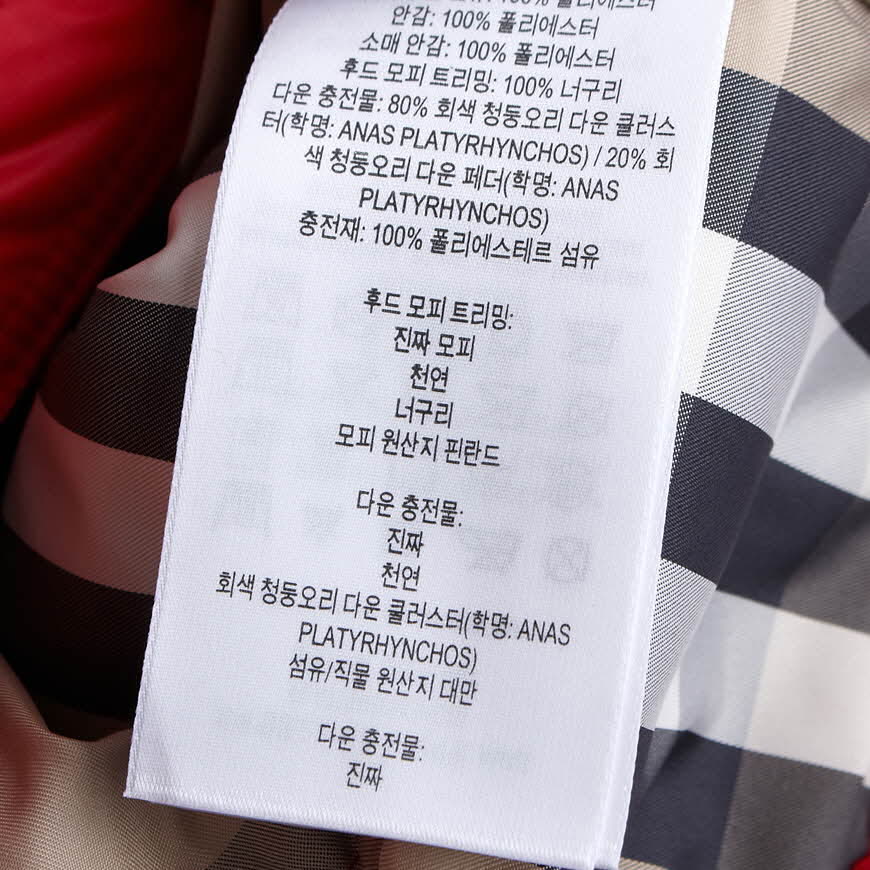 100% 폴리에스터
안감: 100% 폴리에스터
소매 안감: 100% 폴리에스터
후드 모피 트리밍: 100% 너구리
다운 충전물: 80% 회색 청둥오리 다운 클러스
터(학명: ANAS PLATYRHYNCHOS) / 20% 회
색 청둥오리 다운 페더(학명: ANAS
PLATYRHYNCHOS)
충전재: 100% 폴리에스테르 섬유
후드 모피 트리밍:
진짜 모피
천연
너구리
모피 원산지 핀란드
다운 충전물:
진짜
천연
회색 청둥오리 다운 쿨러스터(학명: ANAS
PLATYRHYNCHOS)
섬유/직물 원산지 대만
다운 충전물:
진짜